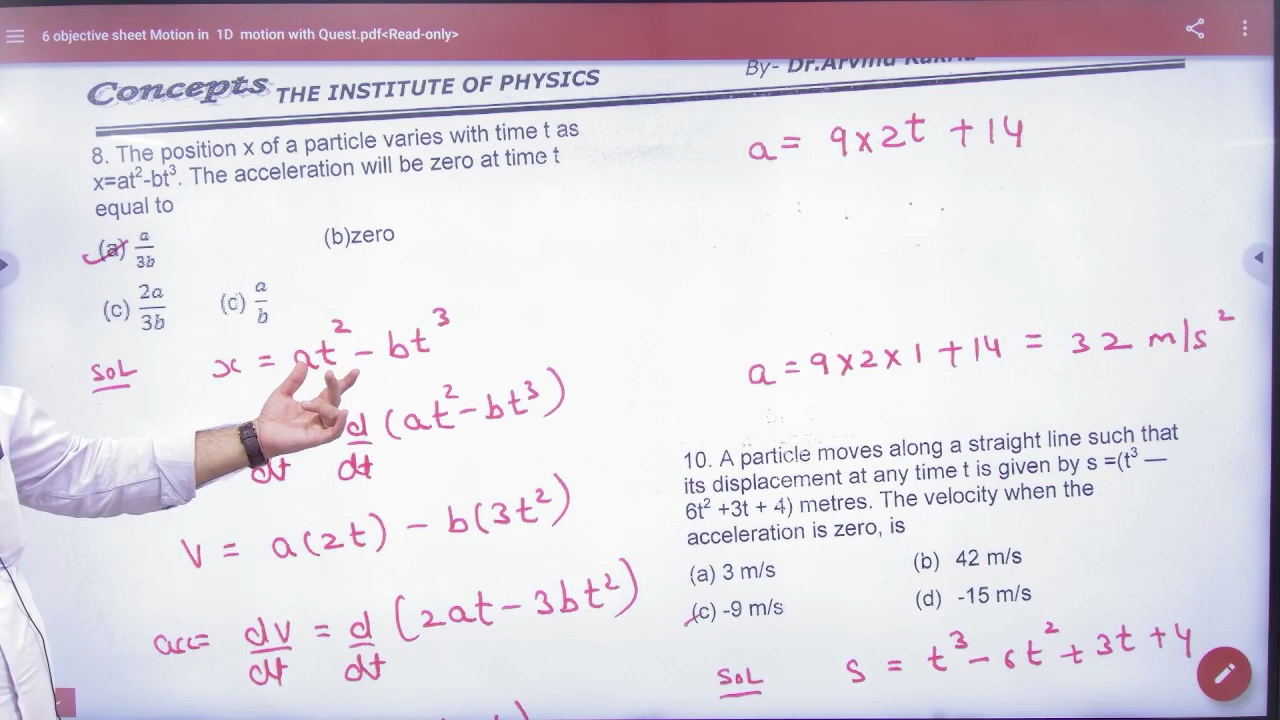 6 objective sheet Motion in 1D motion with Quest.pdf<Read-only>
Concepts THE INSTITUTE OF PHYSICS
By- Dr.Arvind
8. The position x of a particle varies with time t as
x=at²-bt³. The acceleration will be zero at time t
equal to
(a) a/3b (b)zero
(c) 2a/3b (c) a/b
SOL x = at² - bt³
dt d/dt (at² - bt³)
V = a(2t) - b(3t²)
acc= dv/dt = d/dt (2at - 3bt²)
a = 9x2t + 14
a = 9x2x1 + 14 = 32 m/s²
10. A particle moves along a straight line such that
its displacement at any time t is given by s =(t³ —
6t² +3t + 4) metres. The velocity when the
acceleration is zero, is
(a) 3 m/s (b) 42 m/s
(c) -9 m/s (d) -15 m/s
SOL s = t³ - 6t² + 3t + 4